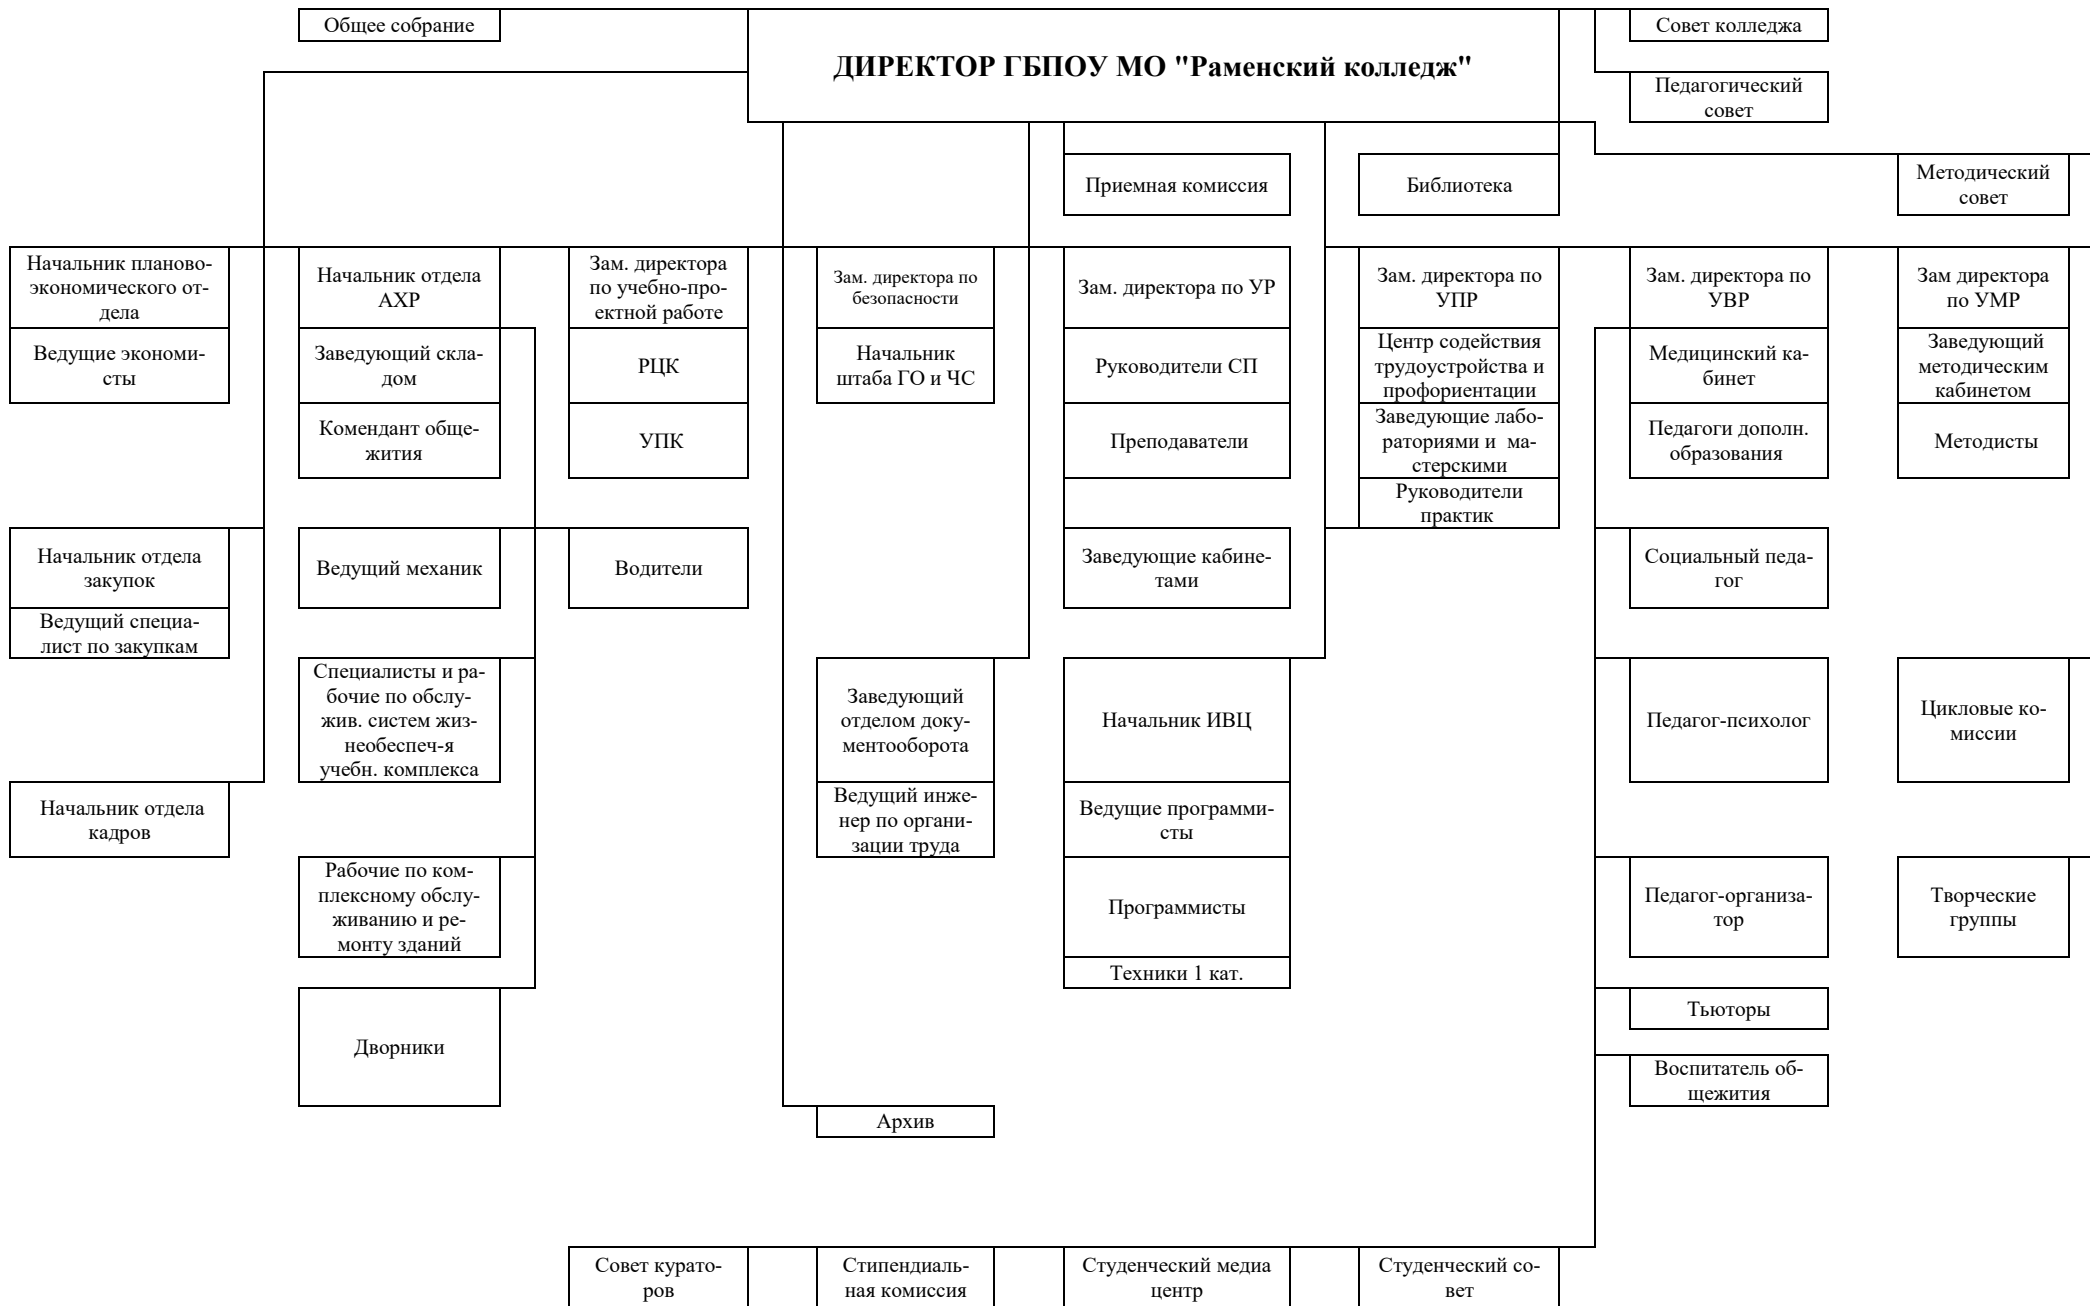 Общее собрание
ДИРЕКТОР ГБПОУ МО "Раменский колледж"
Совет колледжа
Педагогический
совет
Приемная комиссия
Библиотека
Методический
совет
Начальник планово-
экономического от-
дела
Начальник отдела
АХР
Зам. директора
по учебно-про-
ектной работе
Зам. директора по
безопасности
Зам. директора по УР
Зам. директора по
УПР
Зам. директора по
УВР
Зам директора
по УМР
Ведущие экономи-
сты
Заведующий скла-
дом
РЦК
Начальник
штаба ГО и ЧС
Руководители СП
Центр содействия
трудоустройства и
профориентации
Медицинский ка-
бинет
Заведующий
методическим
кабинетом
Комендант обще-
жития
УПК
Преподаватели
Заведующие лабо-
раториями и ма-
стерскими
Педагоги дополн.
образования
Методисты
Руководители
практик
Начальник отдела
закупок
Ведущий механик
Водители
Заведующие кабине-
тами
Социальный педа-
гог
Ведущий специа-
лист по закупкам
Специалисты и ра-
бочие по обслу-
жив. систем жиз-
необеспеч-я
учебн. комплекса
Заведующий
отделом доку-
ментооборота
Начальник ИВЦ
Педагог-психолог
Цикловые ко-
миссии
Начальник отдела
кадров
Ведущий инже-
нер по органи-
зации труда
Ведущие программи-
сты
Рабочие по ком-
плексному обслу-
живанию и ре-
монту зданий
Программисты
Педагог-организа-
тор
Творческие
группы
Техники 1 кат.
Дворники
Тьюторы
Воспитатель об-
щежития
Архив
Совет курато-
ров
Стипендиаль-
ная комиссия
Студенческий медиа
центр
Студенческий со-
вет